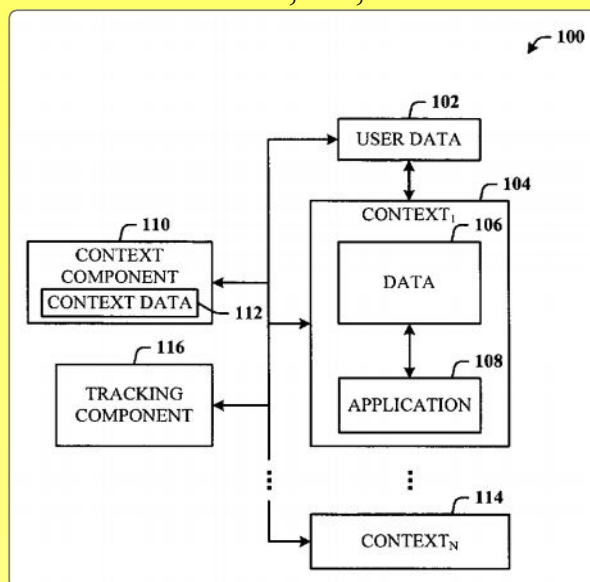 100
102
USER DATA
104
CONTEXT1
106
110
CONTEXT
COMPONENT
CONTEXT DATA
112
DATA
116
TRACKING
COMPONENT
108
APPLICATION
114
CONTEXTN